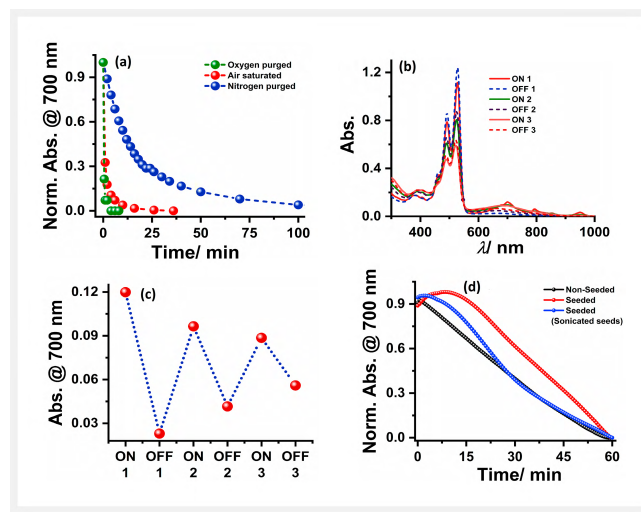 (a)
Oxygen purged
Air saturated
Nitrogen purged
Norm. Abs. @ 700 nm
0.9
0.6
0.3
0.0
0 25 50 75 100
Time/ min
(b)
ON 1
OFF 1
ON 2
OFF 2
ON 3
OFF 3
Abs.
1.2
0.8
0.4
0.0
400 600 800 1000
λ/ nm
(c)
Abs. @ 700 nm
0.12
0.09
0.06
0.03
ON OFF ON OFF ON OFF
1 1 2 2 3 3
(d)
Non-Seeded
Seeded
Seeded
(Sonicated seeds)
Norm. Abs. @ 700 nm
0.9
0.6
0.3
0.0
0 15 30 45 60
Time/ min